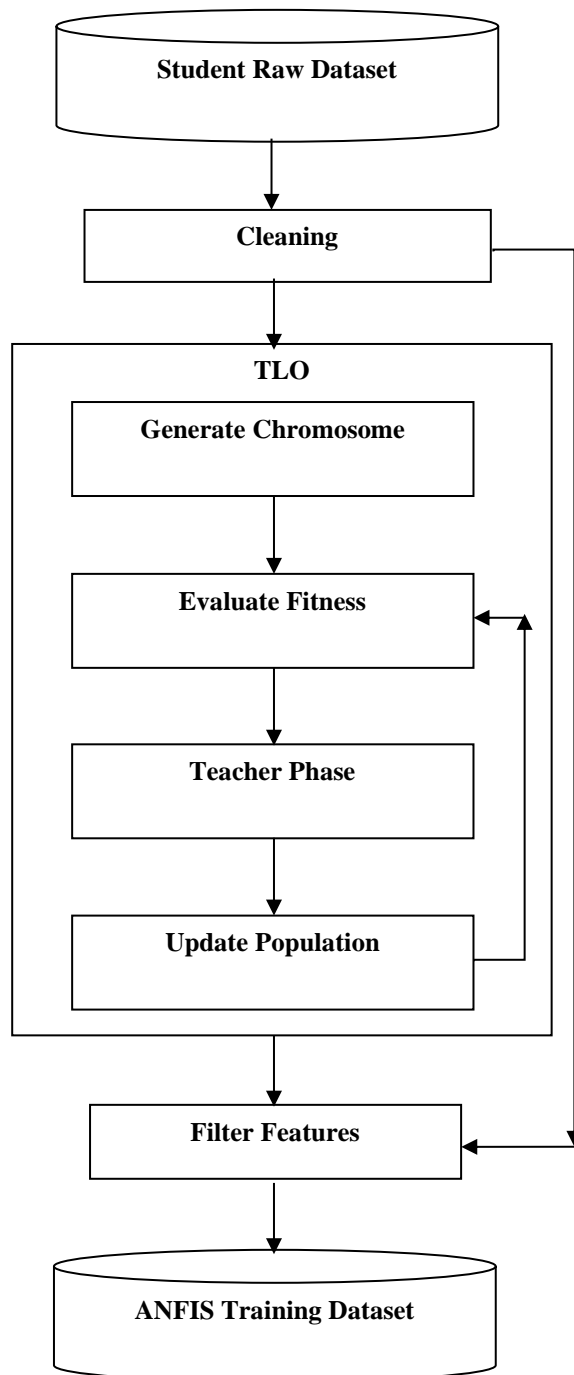 Student Raw Dataset
Cleaning
TLO
Generate Chromosome
Evaluate Fitness
Teacher Phase
Update Population
Filter Features
ANFIS Training Dataset